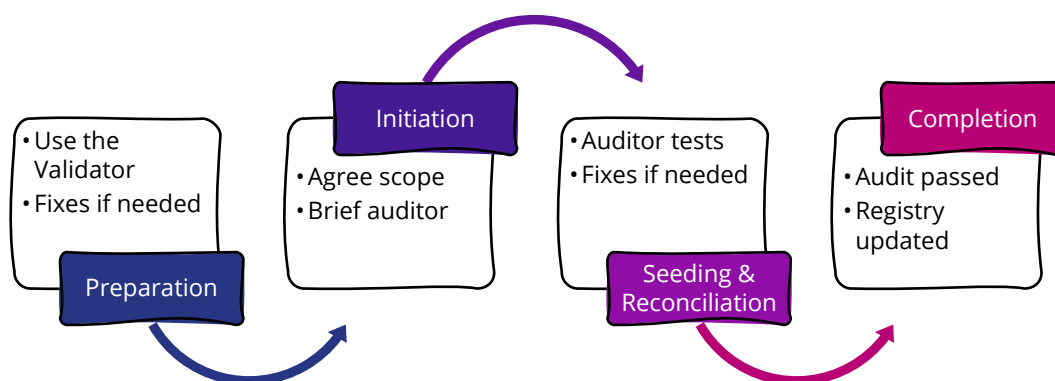 • Use the
Validator
• Fixes if needed
Preparation
Initiation
• Agree scope
• Brief auditor
• Auditor tests
• Fixes if needed
Seeding &
Reconciliation
Completion
• Audit passed
• Registry
updated